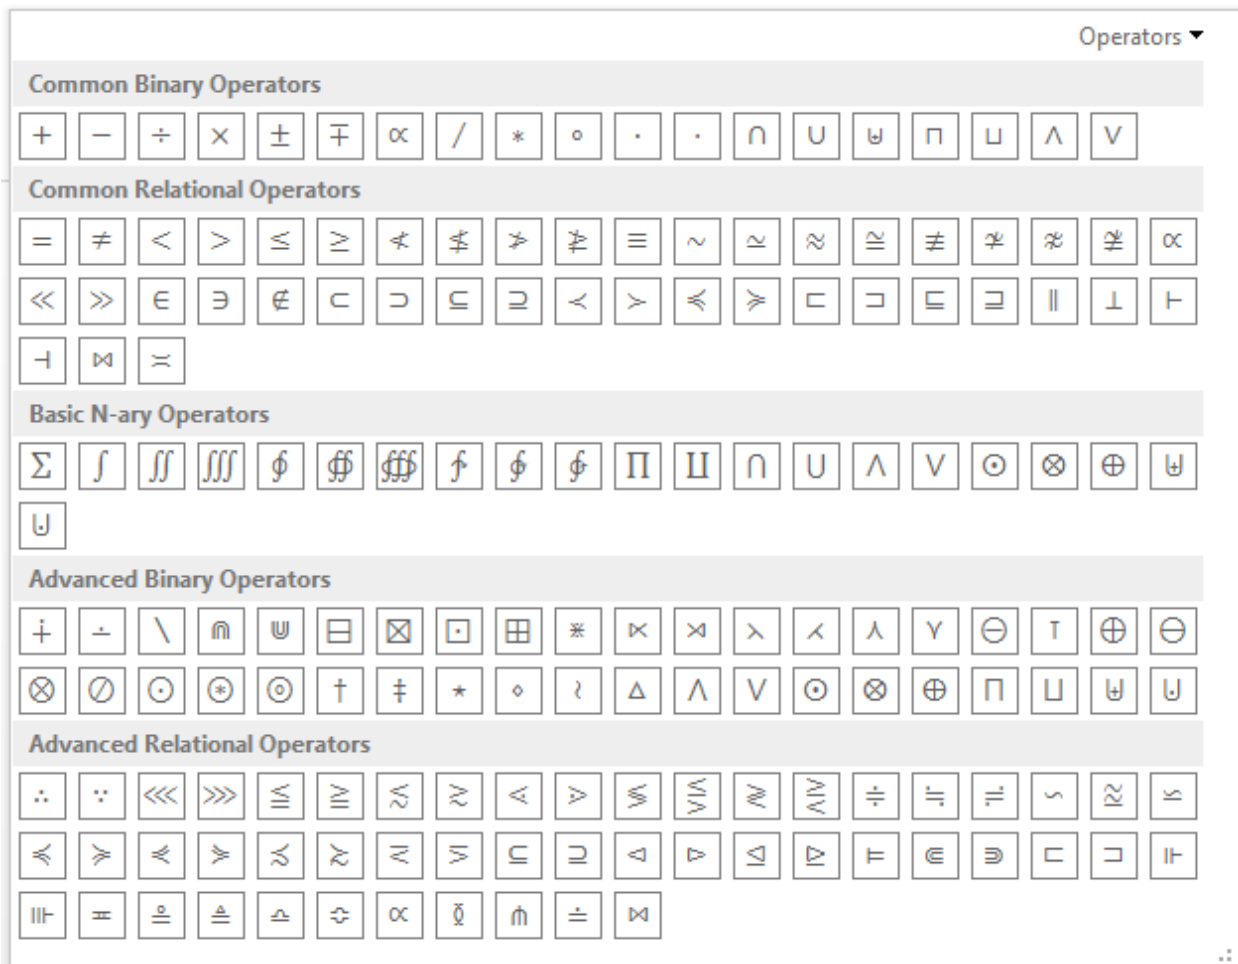 Operators
Common Binary Operators
+ − ÷ × ± ∓ ∝ / ∗ ∘ ∙ ⋅ ∩ ∪ ⊎ ⊓ ⊔ ∧ ∨
Common Relational Operators
= ≠ < > ≤ ≥ ≮ ≰ ≯ ≱ ≡ ∼ ≃ ≈ ≅ ≢ ≄ ≉ ≇ ∝
≪ ≫ ∈ ∋ ∉ ⊂ ⊃ ⊆ ⊇ ≺ ≻ ≼ ≽ ⊏ ⊐ ⊑ ⊒ ∥ ⊥ ⊢
⊣ ⋈ ≍
Basic N-ary Operators
∑ ∫ ∬ ∭ ∮ ∯ ∰ ∱ ∲ ∳ ∏ ∐ ⋂ ⋃ ⋀ ⋁ ⨀ ⨂ ⨁ ⨄
⨃
Advanced Binary Operators
∔ ∸ ∖ ⋒ ⋓ ⊟ ⊠ ⊡ ⊞ ⋇ ⋉ ⋊ ⋋ ⋌ ⋏ ⋎ ⊝ ⊺ ⊕ ⊖
⊗ ⊘ ⊙ ⊛ ⊚ † ‡ ⋆ ⋄ ≀ △ ⋀ ⋁ ⨀ ⨂ ⨁ ⨅ ⨆ ⨄ ⨃
Advanced Relational Operators
∴ ∵ ⋘ ⋙ ≦ ≧ ≲ ≳ ⋖ ⋗ ≶ ⋚ ≷ ⋛ ≑ ≒ ≓ ∽ ≊ ⋍
≼ ≽ ⋞ ⋟ ≾ ≿ ⋜ ⋝ ⊆ ⊇ ⊲ ⊳ ⊴ ⊵ ⊨ ⋐ ⋑ ⊏ ⊐ ⊩
⊪ ≖ ≗ ≜ ≏ ≎ ∝ ≬ ⋔ ≐ ⋈